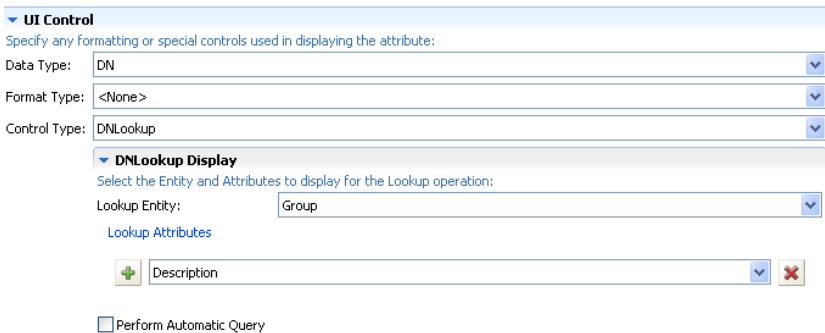 UI Control
Specify any formatting or special controls used in displaying the attribute:
Data Type: DN
Format Type: <None>
Control Type: DNLookup
DNLookup Display
Select the Entity and Attributes to display for the Lookup operation:
Lookup Entity: Group
Lookup Attributes
Description
Perform Automatic Query